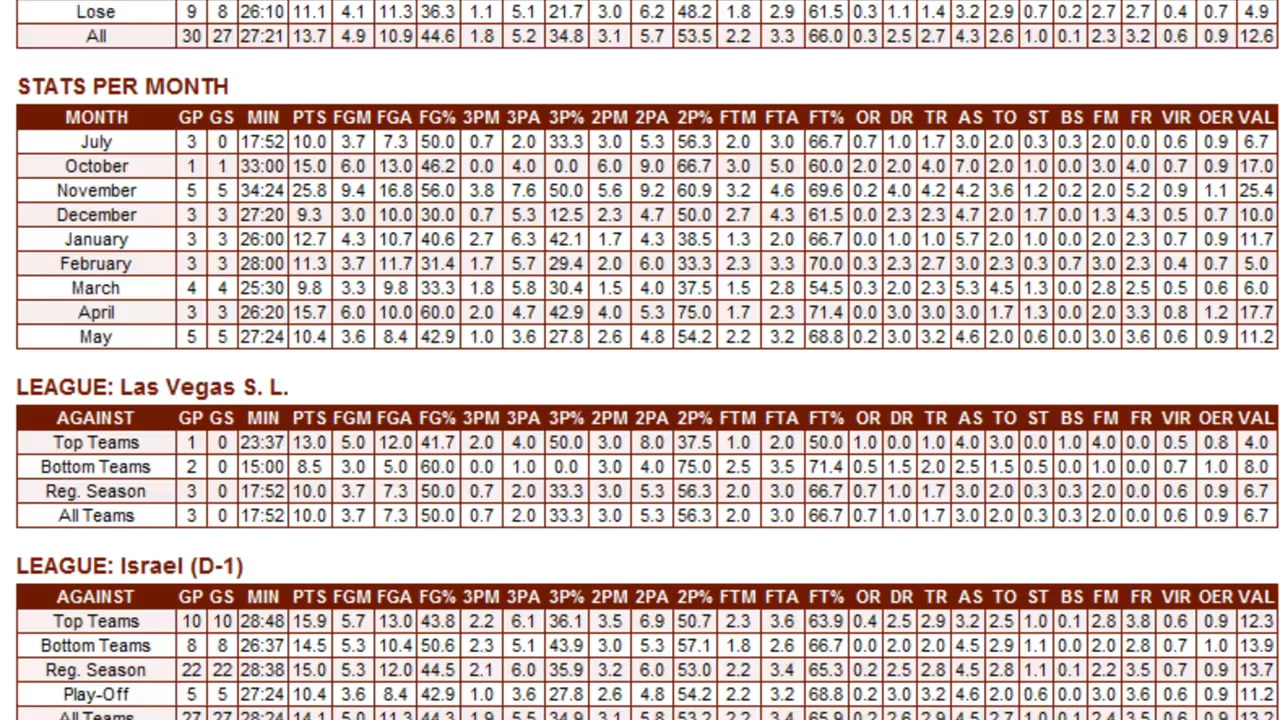 Lose 9 8 26:10 11.1 4.1 11.3 36.3 1.1 5.1 21.7 3.0 6.2 48.2 1.8 2.9 61.5 0.3 1.1 1.4 3.2 2.9 0.7 0.2 2.7 2.7 0.4 0.7 4.9
All 30 27 27:21 13.7 4.9 10.9 44.6 1.8 5.2 34.8 3.1 5.7 53.5 2.2 3.3 66.0 0.3 2.5 2.7 4.3 2.6 1.0 0.1 2.3 3.2 0.6 0.9 12.6
STATS PER MONTH
MONTH GP GS MIN PTS FGM FGA FG% 3PM 3PA 3P% 2PM 2PA 2P% FTM FTA FT% OR DR TR AS TO ST BS FM FR VIR OER VAL
July 3 0 17:52 10.0 3.7 7.3 50.0 0.7 2.0 33.3 3.0 5.3 56.3 2.0 3.0 66.7 0.7 1.0 1.7 3.0 2.0 0.3 0.3 2.0 0.0 0.6 0.9 6.7
October 1 1 33:00 15.0 6.0 13.0 46.2 0.0 4.0 0.0 6.0 9.0 66.7 3.0 5.0 60.0 2.0 2.0 4.0 7.0 2.0 1.0 0.0 3.0 4.0 0.7 0.9 17.0
November 5 5 34:24 25.8 9.4 16.8 56.0 3.8 7.6 50.0 5.6 9.2 60.9 3.2 4.6 69.6 0.2 4.0 4.2 4.2 3.6 1.2 0.2 2.0 5.2 0.9 1.1 25.4
December 3 3 27:20 9.3 3.0 10.0 30.0 0.7 5.3 12.5 2.3 4.7 50.0 2.7 4.3 61.5 0.0 2.3 2.3 4.7 2.0 1.7 0.0 1.3 4.3 0.5 0.7 10.0
January 3 3 26:00 12.7 4.3 10.7 40.6 2.7 6.3 42.1 1.7 4.3 38.5 1.3 2.0 66.7 0.0 1.0 1.0 5.7 2.0 1.0 0.0 2.0 2.3 0.7 0.9 11.7
February 3 3 28:00 11.3 3.7 11.7 31.4 1.7 5.7 29.4 2.0 6.0 33.3 2.3 3.3 70.0 0.3 2.3 2.7 3.0 2.3 0.3 0.7 3.0 2.3 0.4 0.7 5.0
March 4 4 25:30 9.8 3.3 9.8 33.3 1.8 5.8 30.4 1.5 4.0 37.5 1.5 2.8 54.5 0.3 2.0 2.3 5.3 4.5 1.3 0.0 2.8 2.5 0.5 0.6 6.0
April 3 3 26:20 15.7 6.0 10.0 60.0 2.0 4.7 42.9 4.0 5.3 75.0 1.7 2.3 71.4 0.0 3.0 3.0 3.0 1.7 1.3 0.0 2.0 3.3 0.8 1.2 17.7
May 5 5 27:24 10.4 3.6 8.4 42.9 1.0 3.6 27.8 2.6 4.8 54.2 2.2 3.2 68.8 0.2 3.0 3.2 4.6 2.0 0.6 0.0 3.0 3.6 0.6 0.9 11.2
LEAGUE: Las Vegas S. L.
AGAINST GP GS MIN PTS FGM FGA FG% 3PM 3PA 3P% 2PM 2PA 2P% FTM FTA FT% OR DR TR AS TO ST BS FM FR VIR OER VAL
Top Teams 1 0 23:37 13.0 5.0 12.0 41.7 2.0 4.0 50.0 3.0 8.0 37.5 1.0 2.0 50.0 1.0 0.0 1.0 4.0 3.0 0.0 1.0 4.0 0.0 0.5 0.8 4.0
Bottom Teams 2 0 15:00 8.5 3.0 5.0 60.0 0.0 1.0 0.0 3.0 4.0 75.0 2.5 3.5 71.4 0.5 1.5 2.0 2.5 1.5 0.5 0.0 1.0 0.0 0.7 1.0 8.0
Reg. Season 3 0 17:52 10.0 3.7 7.3 50.0 0.7 2.0 33.3 3.0 5.3 56.3 2.0 3.0 66.7 0.7 1.0 1.7 3.0 2.0 0.3 0.3 2.0 0.0 0.6 0.9 6.7
All Teams 3 0 17:52 10.0 3.7 7.3 50.0 0.7 2.0 33.3 3.0 5.3 56.3 2.0 3.0 66.7 0.7 1.0 1.7 3.0 2.0 0.3 0.3 2.0 0.0 0.6 0.9 6.7
LEAGUE: Israel (D-1)
AGAINST GP GS MIN PTS FGM FGA FG% 3PM 3PA 3P% 2PM 2PA 2P% FTM FTA FT% OR DR TR AS TO ST BS FM FR VIR OER VAL
Top Teams 10 10 28:48 15.9 5.7 13.0 43.8 2.2 6.1 36.1 3.5 6.9 50.7 2.3 3.6 63.9 0.4 2.5 2.9 3.2 2.5 1.0 0.1 2.8 3.8 0.6 0.9 12.3
Bottom Teams 8 8 26:37 14.5 5.3 10.4 50.6 2.3 5.1 43.9 3.0 5.3 57.1 1.8 2.6 66.7 0.0 2.0 2.0 4.5 2.9 1.1 0.0 2.0 2.8 0.7 1.0 13.9
Reg. Season 22 22 28:38 15.0 5.3 12.0 44.5 2.1 6.0 35.9 3.2 6.0 53.0 2.2 3.4 65.3 0.2 2.5 2.8 4.5 2.8 1.1 0.1 2.2 3.5 0.7 0.9 13.7
Play-Off 5 5 27:24 10.4 3.6 8.4 42.9 1.0 3.6 27.8 2.6 4.8 54.2 2.2 3.2 68.8 0.2 3.0 3.2 4.6 2.0 0.6 0.0 3.0 3.6 0.6 0.9 11.2
All Teams 27 27 28:24 14.1 5.0 11.3 44.3 1.9 5.5 34.9 3.1 5.8 53.2 2.2 3.4 65.9 0.2 2.6 2.9 4.5 2.7 1.0 0.1 2.4 3.5 0.6 0.9 13.2